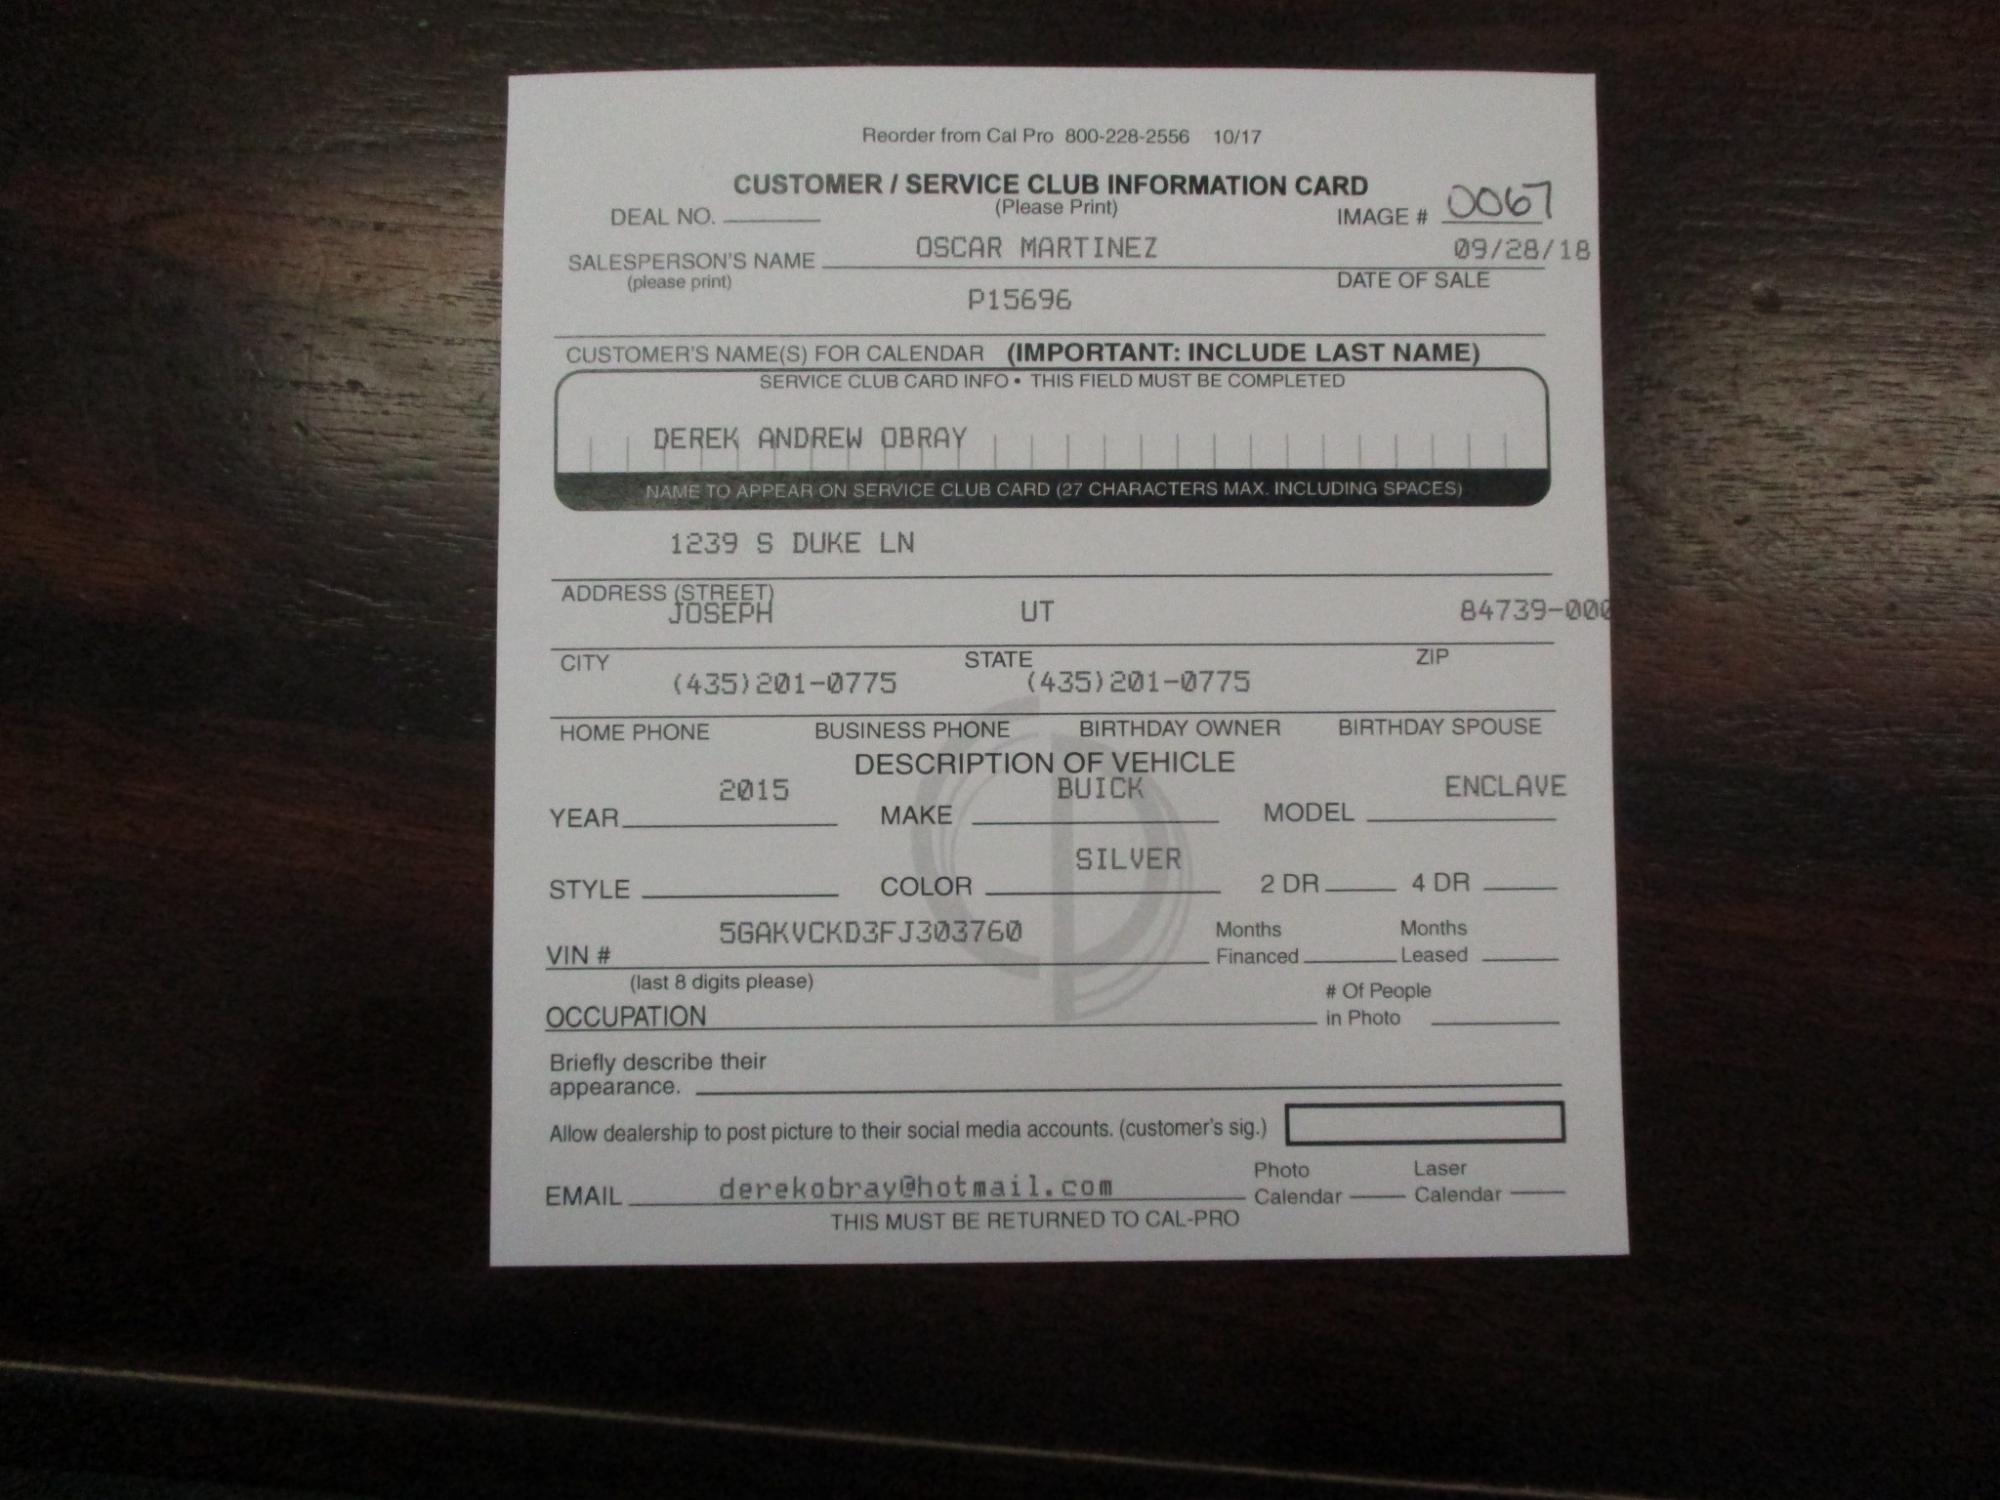 Reorder from Cal Pro 800-228-2556 10/17
CUSTOMER / SERVICE CLUB INFORMATION CARD
(Please Print)
DEAL NO. IMAGE # 0067
OSCAR MARTINEZ 09/28/18
SALESPERSON'S NAME
(please print) DATE OF SALE
P15696
CUSTOMER'S NAME(S) FOR CALENDAR (IMPORTANT: INCLUDE LAST NAME)
SERVICE CLUB CARD INFO • THIS FIELD MUST BE COMPLETED
DEREK ANDREW OBRAY
NAME TO APPEAR ON SERVICE CLUB CARD (27 CHARACTERS MAX. INCLUDING SPACES)
1239 S DUKE LN
ADDRESS (STREET)
JOSEPH UT 84739-000
CITY STATE ZIP
(435)201-0775 (435)201-0775
HOME PHONE BUSINESS PHONE BIRTHDAY OWNER BIRTHDAY SPOUSE
DESCRIPTION OF VEHICLE
2015 BUICK ENCLAVE
YEAR MAKE MODEL
SILVER
STYLE COLOR 2 DR 4 DR
5GAKVCKD3FJ303760 Months Months
VIN # Financed Leased
(last 8 digits please)
# Of People
OCCUPATION in Photo
Briefly describe their
appearance.
Allow dealership to post picture to their social media accounts. (customer's sig.)
Photo Laser
EMAIL derekobray@hotmail.com Calendar Calendar
THIS MUST BE RETURNED TO CAL-PRO